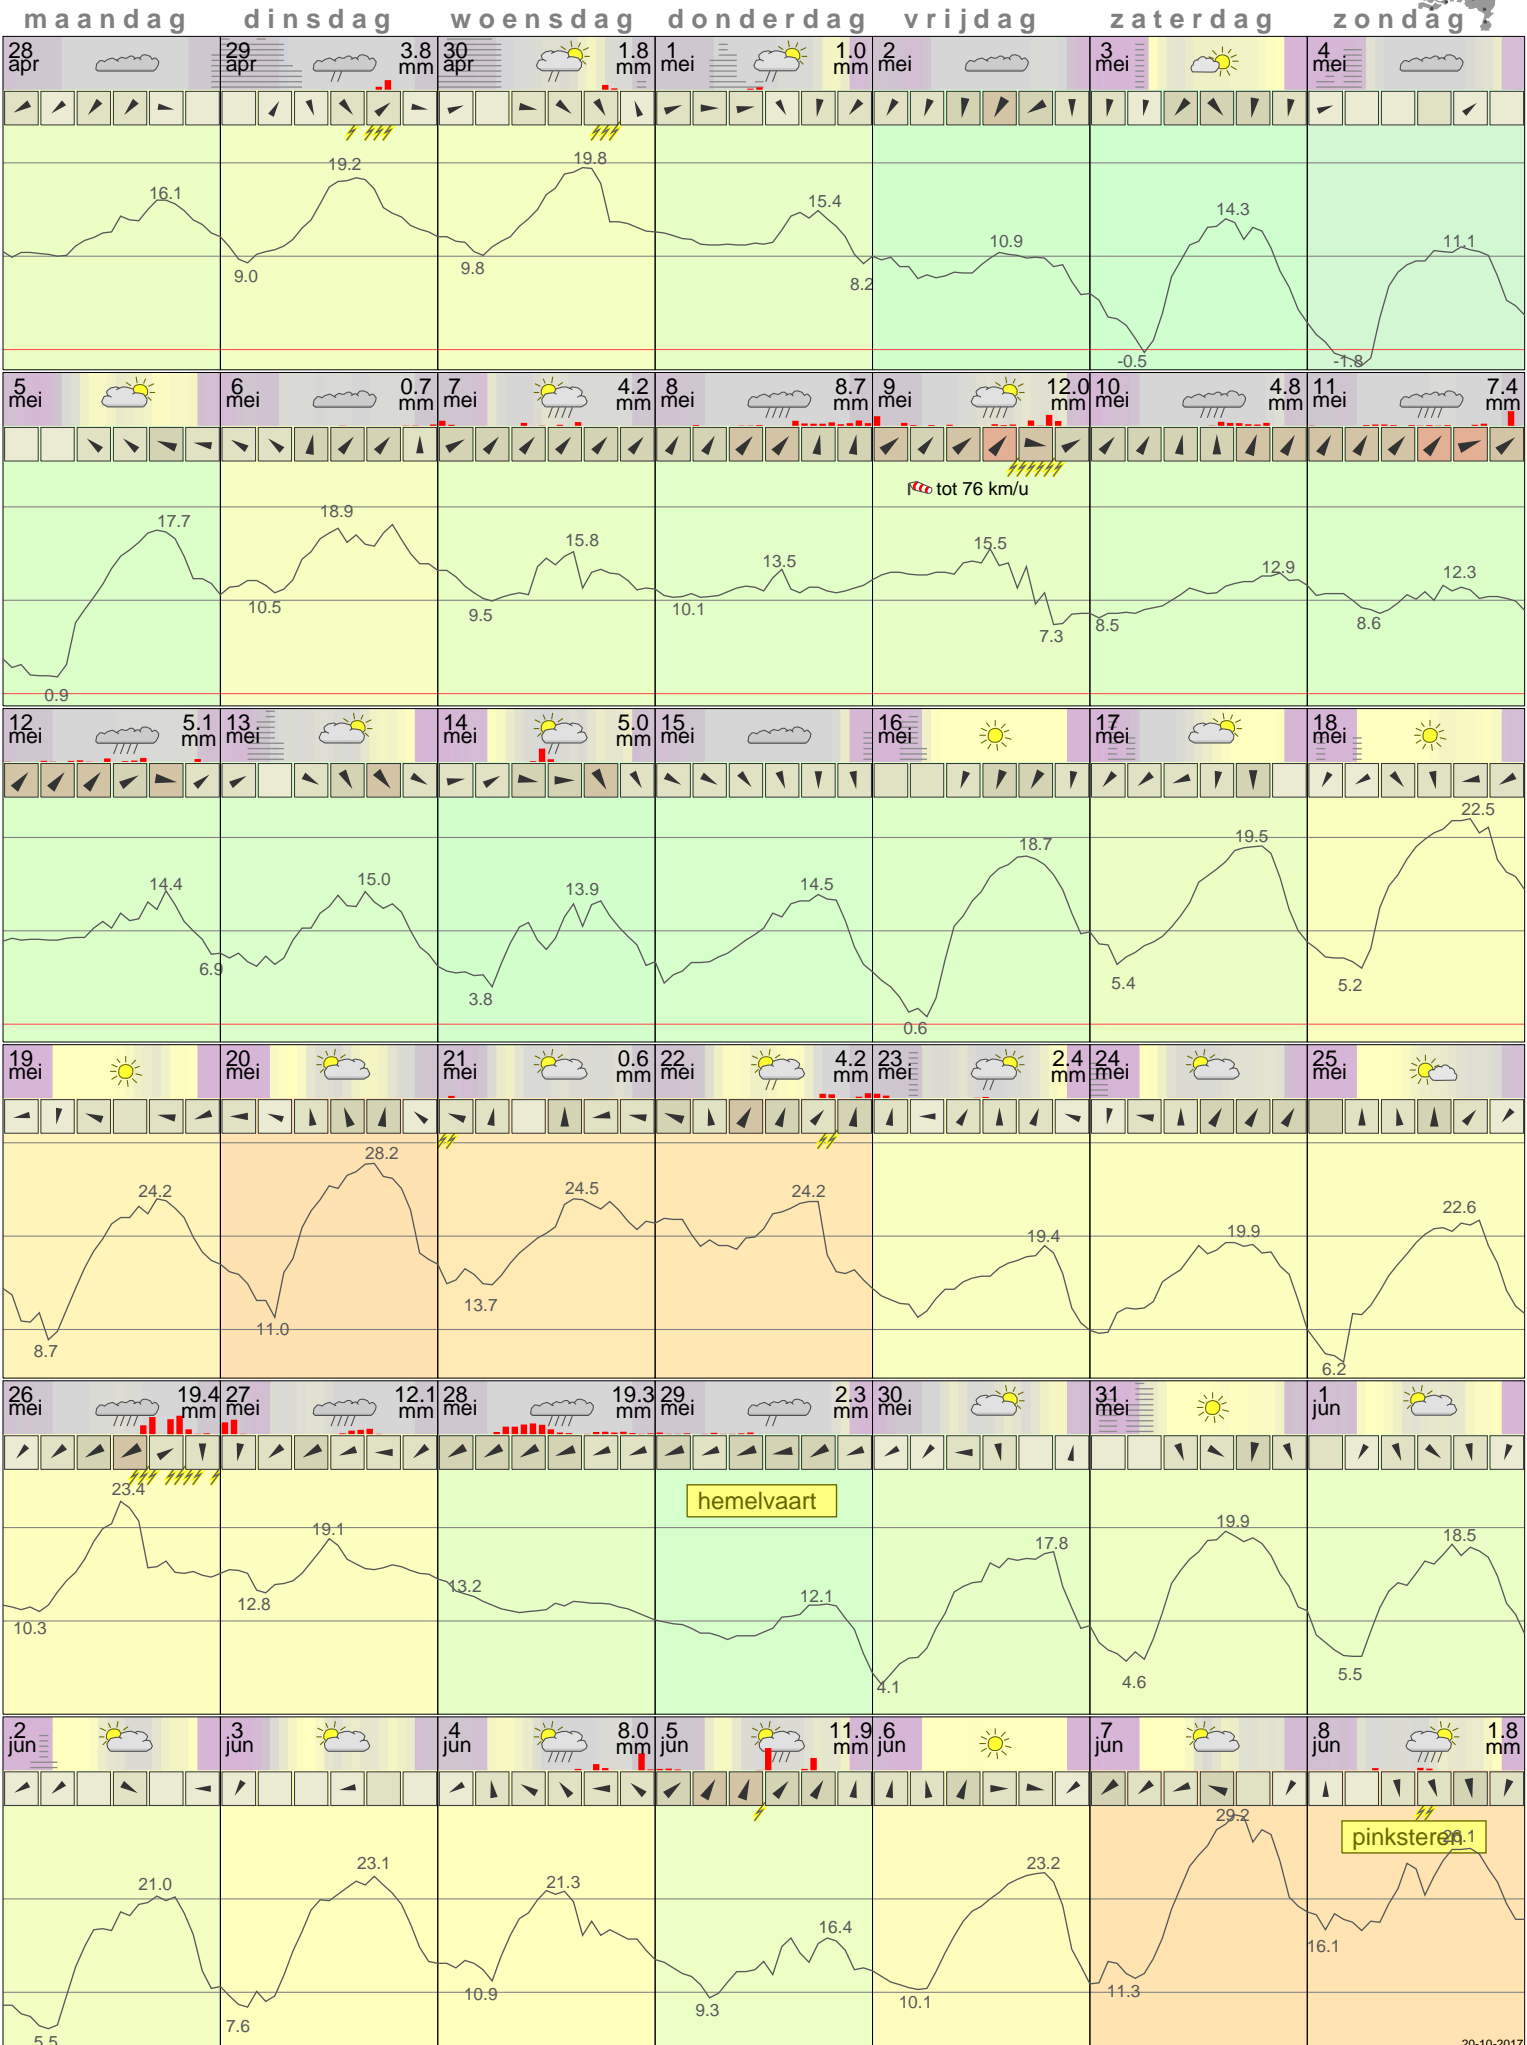 maandag dinsdag woensdag donderdag vrijdag zaterdag zondag
28 apr
29 apr 3.8 mm
30 apr 1.8 mm
1 mei 1.0 mm
2 mei
3 mei
4 mei
16.1 19.2 9.0 19.8 9.8 15.4 8.2 10.9 14.3 -0.5 11.1 -1.8
5 mei
6 mei 0.7 mm
7 mei 4.2 mm
8 mei 8.7 mm
9 mei 12.0 mm
10 mei 4.8 mm
11 mei 7.4 mm
tot 76 km/u
17.7 0.9 18.9 10.5 15.8 9.5 13.5 10.1 15.5 7.3 12.9 8.5 12.3 8.6
12 mei 5.1 mm
13 mei
14 mei 5.0 mm
15 mei
16 mei
17 mei
18 mei
14.4 6.9 15.0 13.9 3.8 14.5 18.7 0.6 19.5 5.4 22.5 5.2
19 mei
20 mei
21 mei 0.6 mm
22 mei 4.2 mm
23 mei 2.4 mm
24 mei
25 mei
24.2 8.7 28.2 11.0 24.5 13.7 24.2 19.4 19.9 22.6 6.2
26 mei 19.4 mm
27 mei 12.1 mm
28 mei 19.3 mm
29 mei 2.3 mm
30 mei
31 mei
1 jun
hemelvaart
23.4 10.3 19.1 12.8 13.2 12.1 17.8 4.1 19.9 4.6 18.5 5.5
2 jun
3 jun
4 jun 8.0 mm
5 jun 11.9 mm
6 jun
7 jun
8 jun 1.8 mm
pinksteren
21.0 5.5 23.1 7.6 21.3 10.9 16.4 9.3 23.2 10.1 29.2 11.3 16.1
20-10-2017